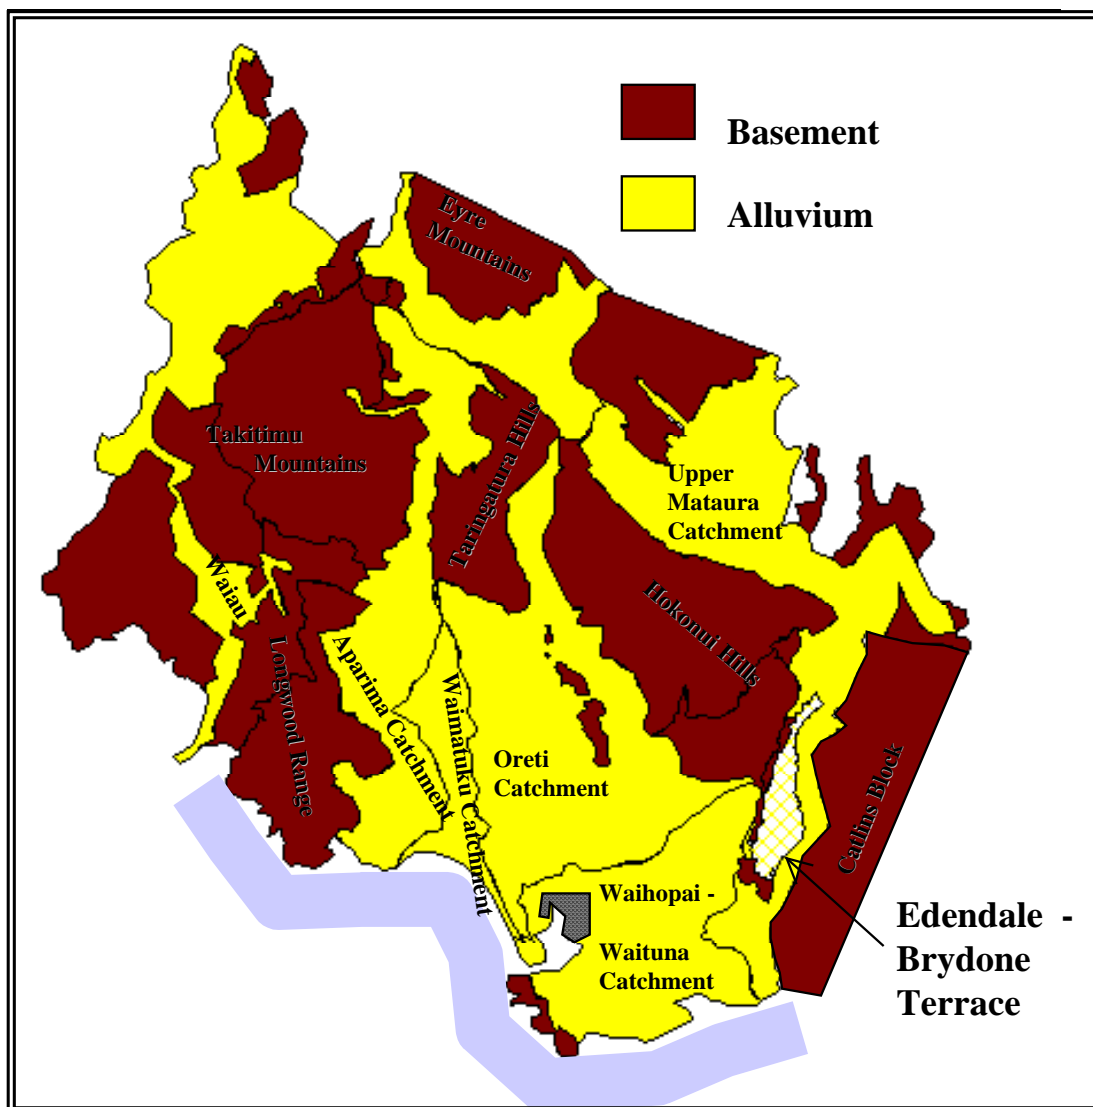 Basement
Alluvium
Eyre
Mountains
Takitimu
Mountains
Taringatura Hills
Upper
Mataura
Catchment
Waiau
Hokonui Hills
Longwood Range
Aparima Catchment
Waimatuku Catchment
Oreti
Catchment
Catlins Block
Waihopai -
Waituna
Catchment
Edendale -
Brydone
Terrace